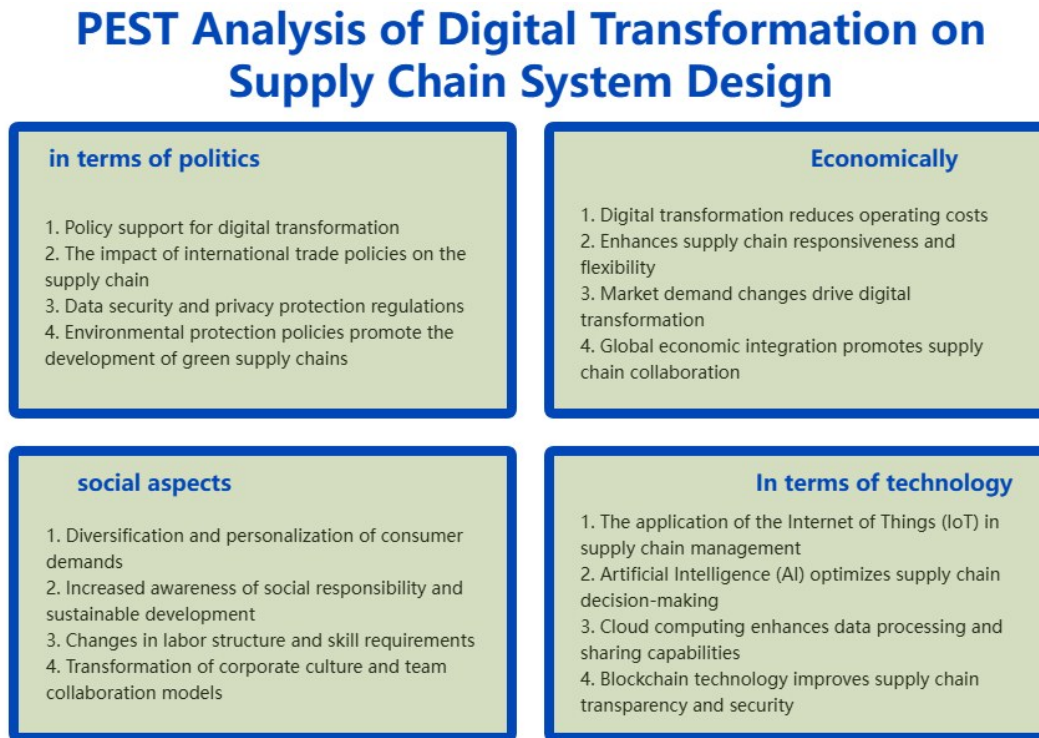 PEST Analysis of Digital Transformation on
Supply Chain System Design
in terms of politics
1. Policy support for digital transformation
2. The impact of international trade policies on the
supply chain
3. Data security and privacy protection regulations
4. Environmental protection policies promote the
development of green supply chains
Economically
1. Digital transformation reduces operating costs
2. Enhances supply chain responsiveness and
flexibility
3. Market demand changes drive digital
transformation
4. Global economic integration promotes supply
chain collaboration
social aspects
1. Diversification and personalization of consumer
demands
2. Increased awareness of social responsibility and
sustainable development
3. Changes in labor structure and skill requirements
4. Transformation of corporate culture and team
collaboration models
In terms of technology
1. The application of the Internet of Things (IoT) in
supply chain management
2. Artificial Intelligence (AI) optimizes supply chain
decision-making
3. Cloud computing enhances data processing and
sharing capabilities
4. Blockchain technology improves supply chain
transparency and security